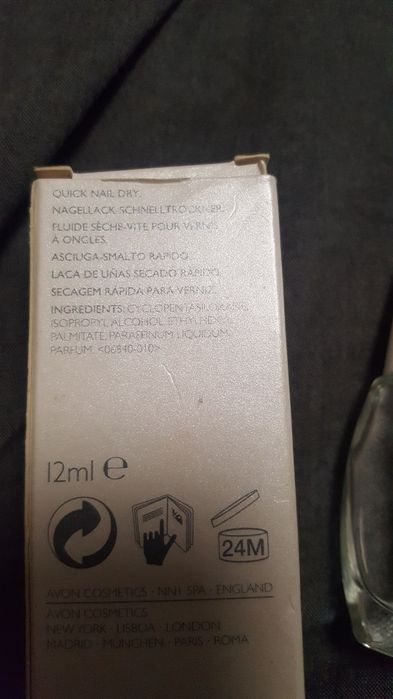 QUICK NAIL DRY.
NAGELLACK-SCHNELLTROCKNER.
FLUIDE SÈCHE-VITE POUR VERNIS
À ONGLES.
ASCIUGA-SMALTO RAPIDO.
LACA DE UÑAS SECADO RÁPIDO.
SECAGEM RÁPIDA PARA VERNIZ.
INGREDIENTS: CYCLOPENTASILOXANE,
ISOPROPYL ALCOHOL, ETHYLHEXYL
PALMITATE, PARAFFINUM LIQUIDUM,
PARFUM. <06840-010>
12ml e
24M
AVON COSMETICS · NN1 5PA · ENGLAND
AVON COSMETICS
NEW YORK · LISBOA · LONDON
MADRID · MÜNCHEN · PARIS · ROMA